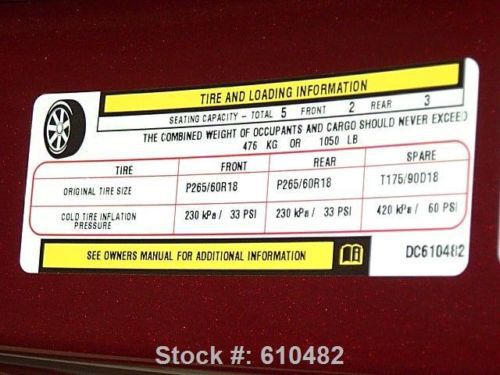 TIRE AND LOADING INFORMATION
SEATING CAPACITY - TOTAL 5 FRONT 2 REAR 3
THE COMBINED WEIGHT OF OCCUPANTS AND CARGO SHOULD NEVER EXCEED
476 KG OR 1050 LB
TIRE FRONT REAR SPARE
ORIGINAL TIRE SIZE P265/60R18 P265/60R18 T175/90D18
COLD TIRE INFLATION PRESSURE 230 kPa / 33 PSI 230 kPa / 33 PSI 420 kPa / 60 PSI
SEE OWNERS MANUAL FOR ADDITIONAL INFORMATION DC610482
Stock #: 610482